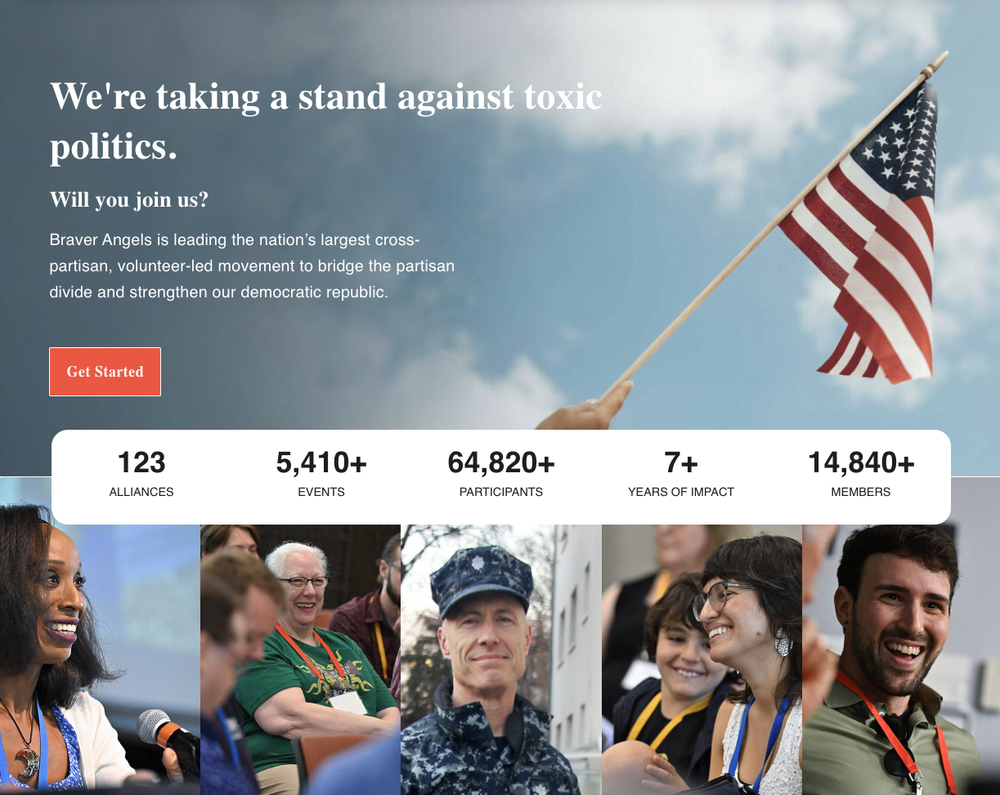 We're taking a stand against toxic
politics.
Will you join us?
Braver Angels is leading the nation’s largest cross-
partisan, volunteer-led movement to bridge the partisan
divide and strengthen our democratic republic.
Get Started
123
ALLIANCES
5,410+
EVENTS
64,820+
PARTICIPANTS
7+
YEARS OF IMPACT
14,840+
MEMBERS